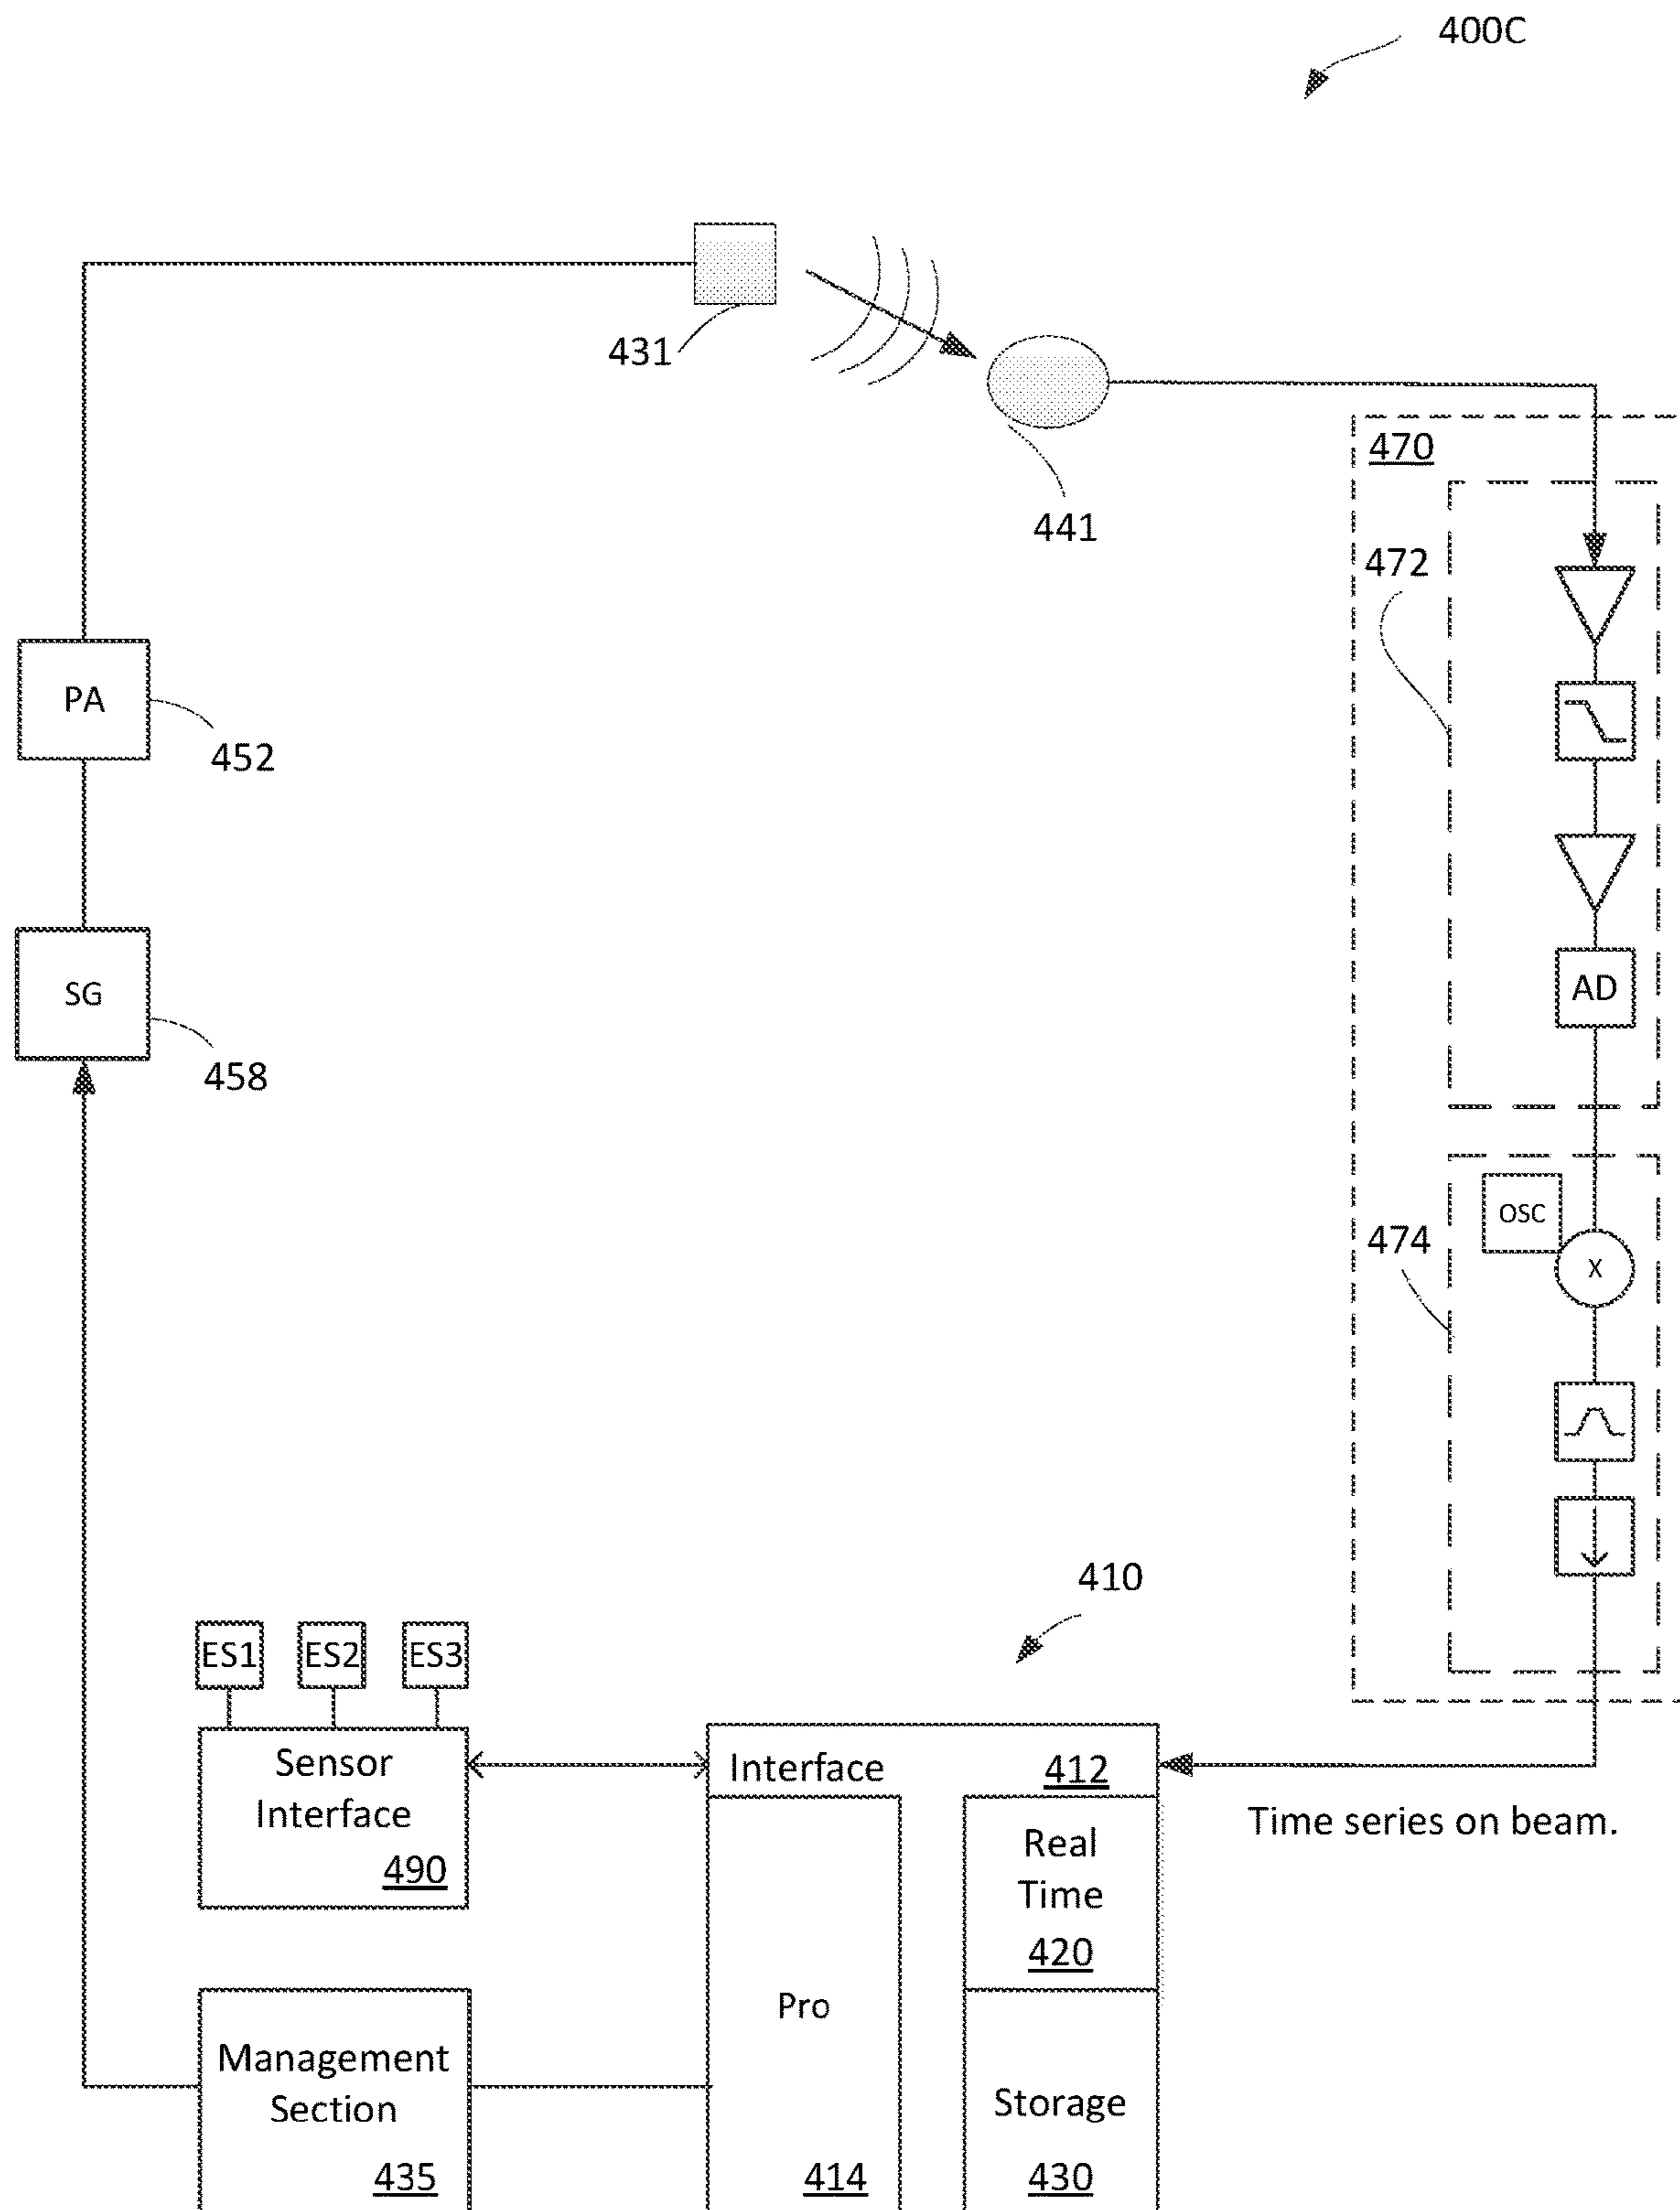 400C
431
441
470
472
PA
452
SG
458
AD
OSC
X
474
410
ES1 ES2 ES3
Sensor
Interface
490
Interface 412
Time series on beam.
Real
Time
420
Pro
414
Management
Section
435
Storage
430